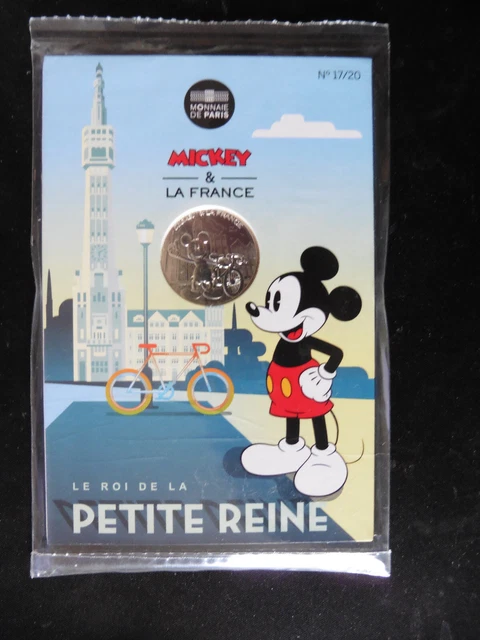 N° 17/20
MONNAIE
DE PARIS
MICKEY
&
LA FRANCE
LE ROI DE LA
PETITE REINE